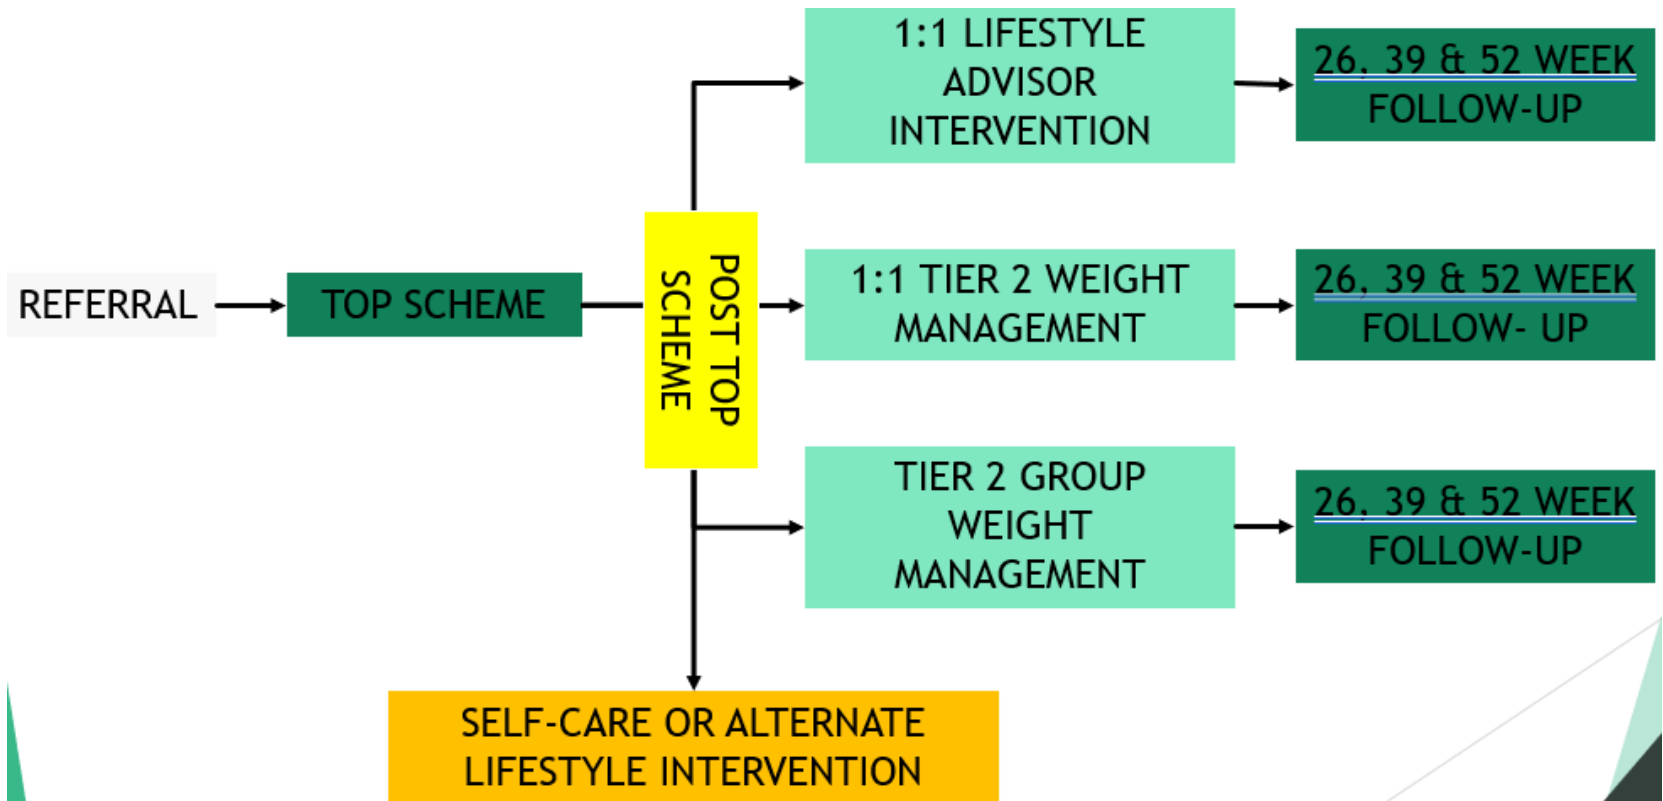 1:1 LIFESTYLE
ADVISOR
INTERVENTION
26, 39 & 52 WEEK
FOLLOW-UP
REFERRAL
TOP SCHEME
POST TOP
SCHEME
1:1 TIER 2 WEIGHT
MANAGEMENT
26, 39 & 52 WEEK
FOLLOW- UP
TIER 2 GROUP
WEIGHT
MANAGEMENT
26, 39 & 52 WEEK
FOLLOW-UP
SELF-CARE OR ALTERNATE
LIFESTYLE INTERVENTION